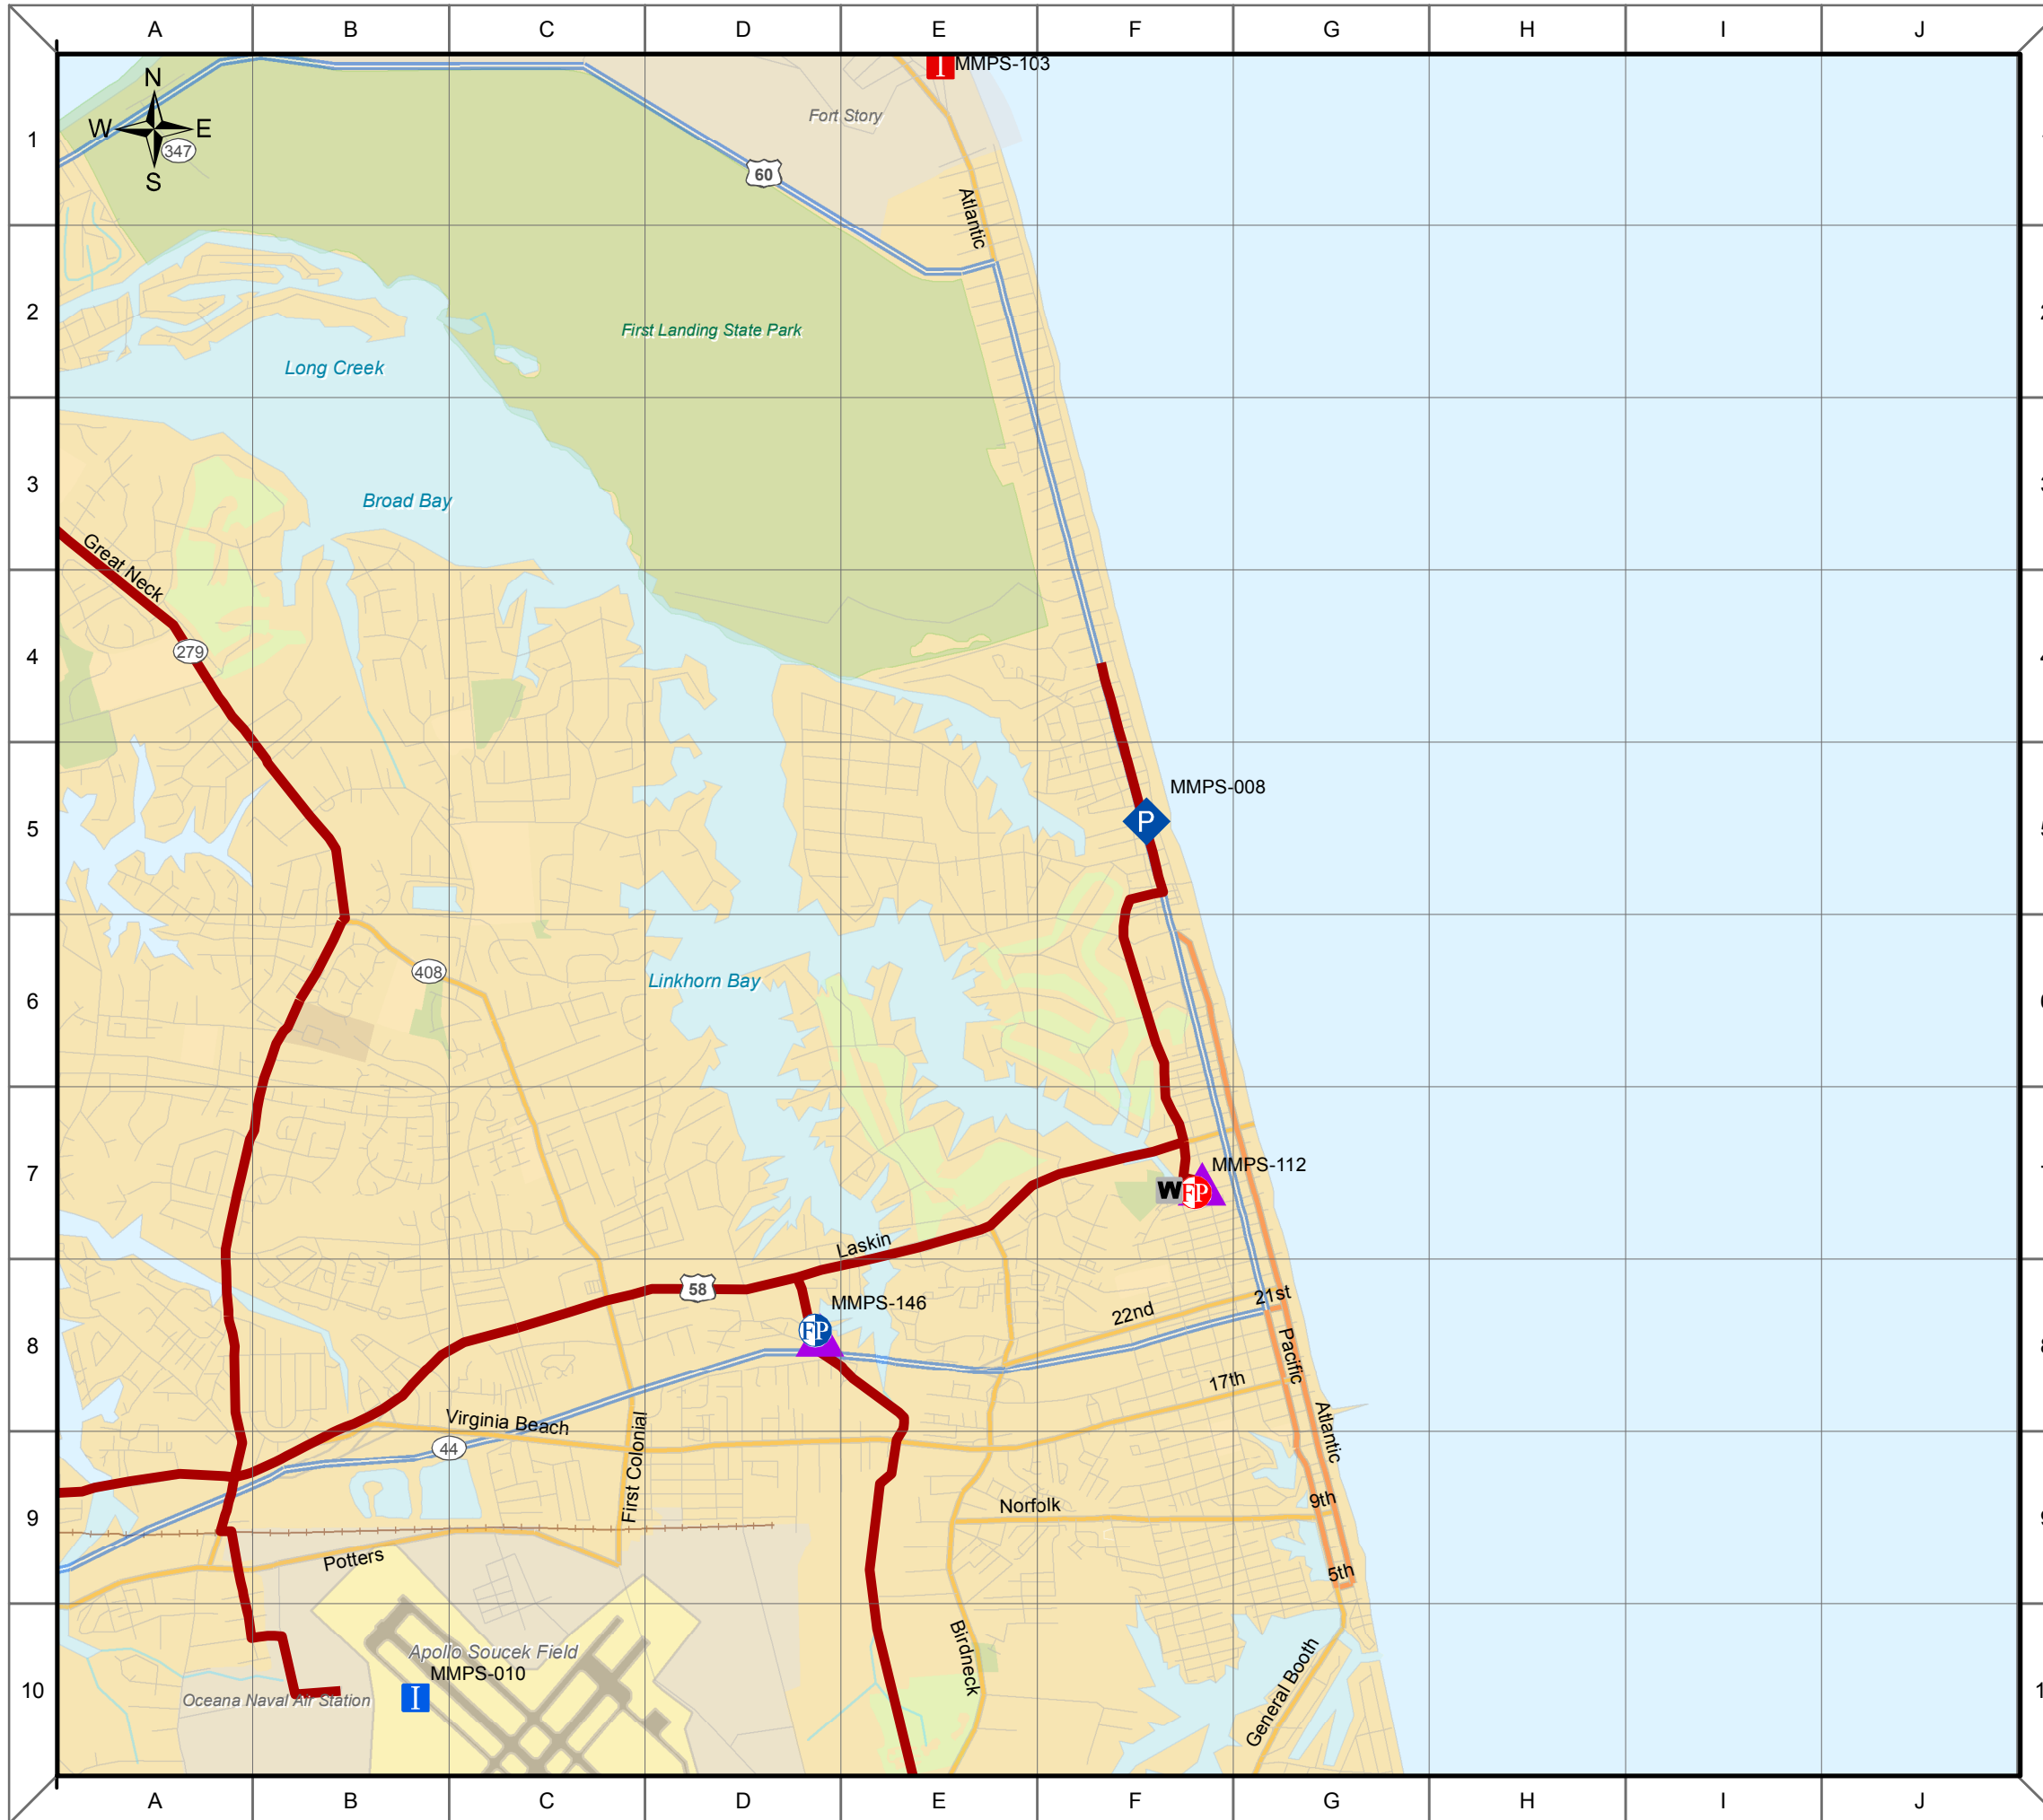 A B C D E F G H I J
N
W E
S
347
1
MMPS-103
Fort Story
60
Atlantic
2
First Landing State Park
Long Creek
3
Broad Bay
Great Neck
4
279
5
MMPS-008
P
6
408
Linkhorn Bay
7
MMPS-112
W FP
Laskin
8
58
MMPS-146
FP
22nd
21st
Pacific
17th
Virginia Beach
44
First Colonial
Atlantic
9
Norfolk
9th
Potters
5th
10
Apollo Soucek Field
MMPS-010
I
Oceana Naval Air Station
Birdneck
General Booth
I
A B C D E F G H I J